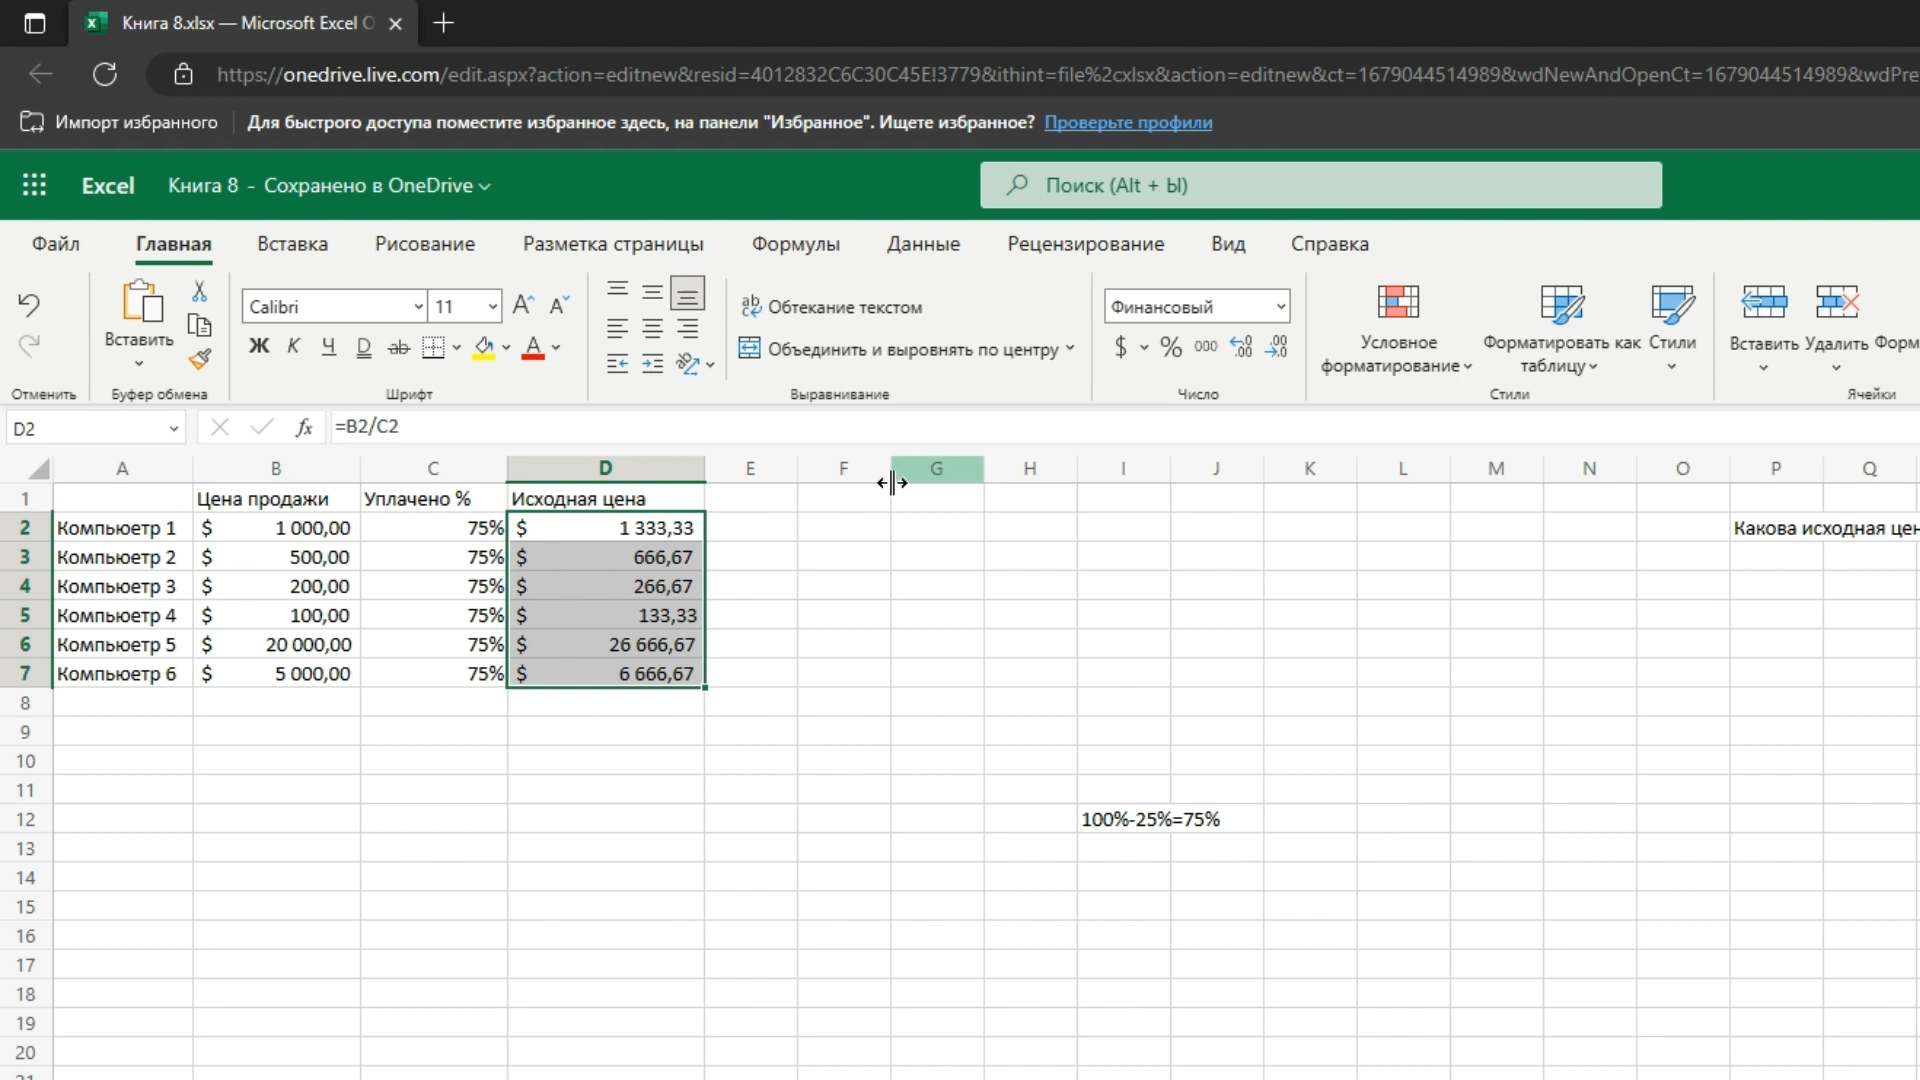 Книга 8.xlsx — Microsoft Excel O
https://onedrive.live.com/edit.aspx?action=editnew&resid=4012832C6C30C45E!3779&ithint=file%2cxlsx&action=editnew&ct=1679044514989&wdNewAndOpenCt=1679044514989&wdPre
Импорт избранного Для быстрого доступа поместите избранное здесь, на панели "Избранное". Ищете избранное? Проверьте профили
Excel Книга 8 - Сохранено в OneDrive Поиск (Alt + Ы)
Файл Главная Вставка Рисование Разметка страницы Формулы Данные Рецензирование Вид Справка
Calibri 11 Обтекание текстом Финансовый
Вставить Ж К Ч D ab Объединить и выровнять по центру $ % 000 Условное форматирование Форматировать как таблицу Стили Вставить Удалить Форм
Отменить Буфер обмена Шрифт Выравнивание Число Стили Ячейки
D2 fx =B2/C2
A B C D E F G H I J K L M N O P Q
1 Цена продажи Уплачено % Исходная цена
2 Компьюетр 1 $ 1 000,00 75% $ 1 333,33 Какова исходная цен
3 Компьюетр 2 $ 500,00 75% $ 666,67
4 Компьюетр 3 $ 200,00 75% $ 266,67
5 Компьюетр 4 $ 100,00 75% $ 133,33
6 Компьюетр 5 $ 20 000,00 75% $ 26 666,67
7 Компьюетр 6 $ 5 000,00 75% $ 6 666,67
8
9
10
11
12 100%-25%=75%
13
14
15
16
17
18
19
20